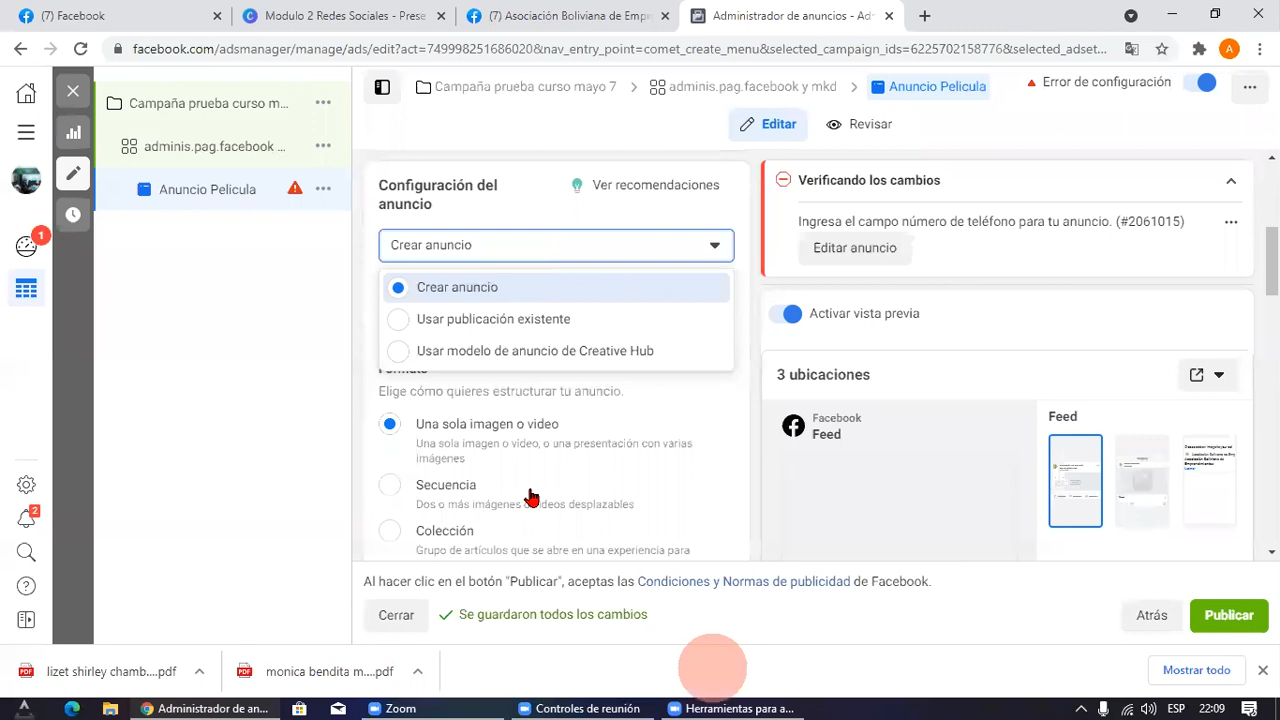 (7) Facebook
Modulo 2 Redes Sociales - Prest
(7) Asociación Boliviana de Empr
Administrador de anuncios - Ad
facebook.com/adsmanager/manage/ads/edit?act=749998251686020&nav_entry_point=comet_create_menu&selected_campaign_ids=6225702158776&selected_adset...
Campaña prueba curso m...
adminis.pag.facebook ...
Anuncio Pelicula
1
2
Campaña prueba curso mayo 7
adminis.pag.facebook y mkd
Anuncio Pelicula
Error de configuración
Editar
Revisar
Configuración del
anuncio
Ver recomendaciones
Crear anuncio
Crear anuncio
Usar publicación existente
Usar modelo de anuncio de Creative Hub
Formato
Elige cómo quieres estructurar tu anuncio.
Una sola imagen o video
Una sola imagen o video, o una presentación con varias
imágenes
Secuencia
Dos o más imágenes o videos desplazables
Colección
Grupo de artículos que se abre en una experiencia para
Verificando los cambios
Ingresa el campo número de teléfono para tu anuncio. (#2061015)
Editar anuncio
Activar vista previa
3 ubicaciones
Facebook
Feed
Feed
Al hacer clic en el botón "Publicar", aceptas las Condiciones y Normas de publicidad de Facebook.
Cerrar
Se guardaron todos los cambios
Atrás
Publicar
lizet shirley chamb....pdf
monica bendita m....pdf
Mostrar todo
Administrador de an...
Zoom
Controles de reunión
Herramientas para a...
ESP
22:09